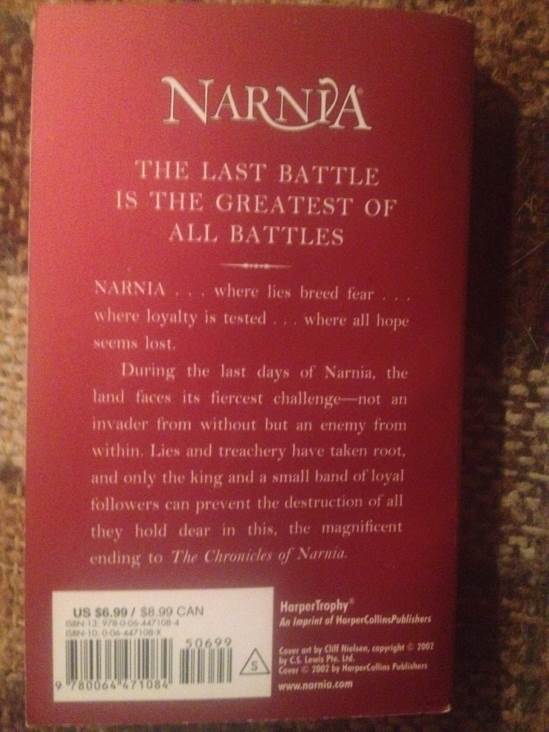 NARNIA®
THE LAST BATTLE
IS THE GREATEST OF
ALL BATTLES
NARNIA . . . where lies breed fear . . .
where loyalty is tested . . . where all hope
seems lost.
During the last days of Narnia, the
land faces its fiercest challenge—not an
invader from without but an enemy from
within. Lies and treachery have taken root,
and only the king and a small band of loyal
followers can prevent the destruction of all
they hold dear in this, the magnificent
ending to The Chronicles of Narnia.
US $6.99 / $8.99 CAN
ISBN-13: 978-0-06-447108-4
ISBN-10: 0-06-447108-X
50699
9 780064 471084
S
HarperTrophy®
An Imprint of HarperCollinsPublishers
Cover art by Cliff Nielsen, copyright © 2002
by C.S. Lewis Pte. Ltd.
Cover © 2002 by HarperCollins Publishers
www.narnia.com